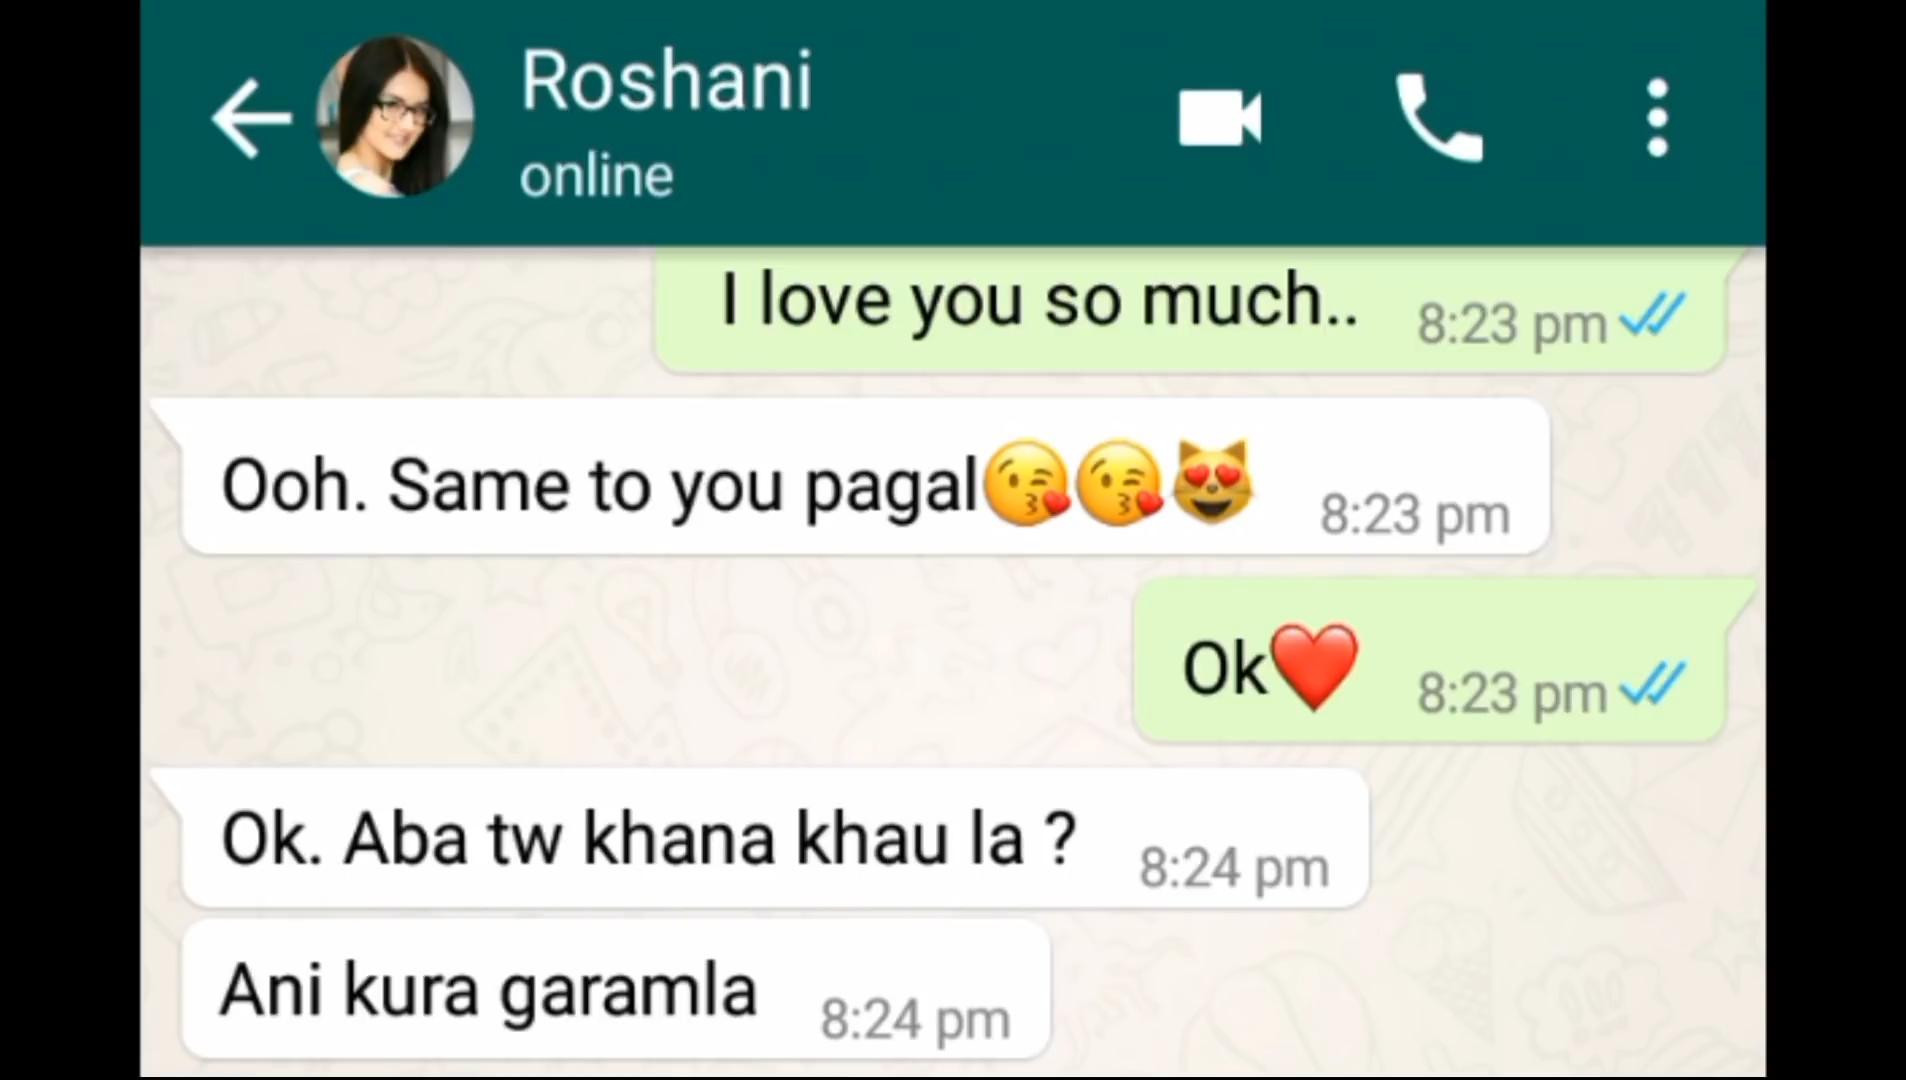 Roshani
online
I love you so much.. 8:23 pm
Ooh. Same to you pagal😘😘😻 8:23 pm
Ok❤️ 8:23 pm
Ok. Aba tw khana khau la ? 8:24 pm
Ani kura garamla 8:24 pm